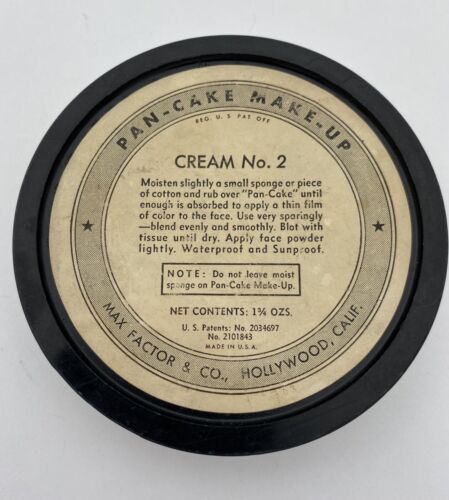 PAN-CAKE MAKE-UP
REG. U S PAT OFF
CREAM No. 2
Moisten slightly a small sponge or piece
of cotton and rub over "Pan-Cake" until
enough is absorbed to apply a thin film
of color to the face. Use very sparingly
—blend evenly and smoothly. Blot with
tissue until dry. Apply face powder
lightly. Waterproof and Sunproof.
NOTE: Do not leave moist
sponge on Pan-Cake Make-Up.
NET CONTENTS: 1¾ OZS.
U. S. Patents: No. 2034697
No. 2101843
MADE IN U.S.A.
MAX FACTOR & CO., HOLLYWOOD, CALIF.